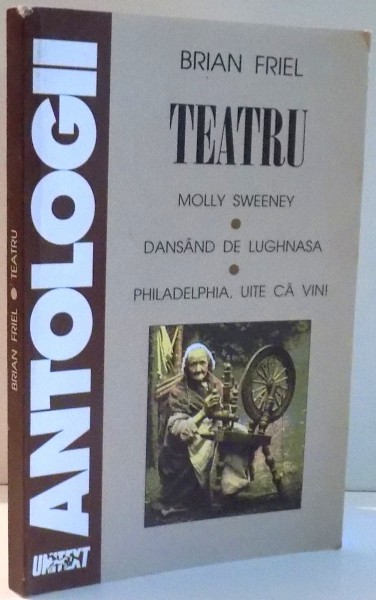 BRIAN FRIEL
TEATRU
MOLLY SWEENEY
DANSÂND DE LUGHNASA
PHILADELPHIA, UITE CĂ VIN!
ANTOLOGII
UNITEXT
BRIAN FRIEL ● TEATRU